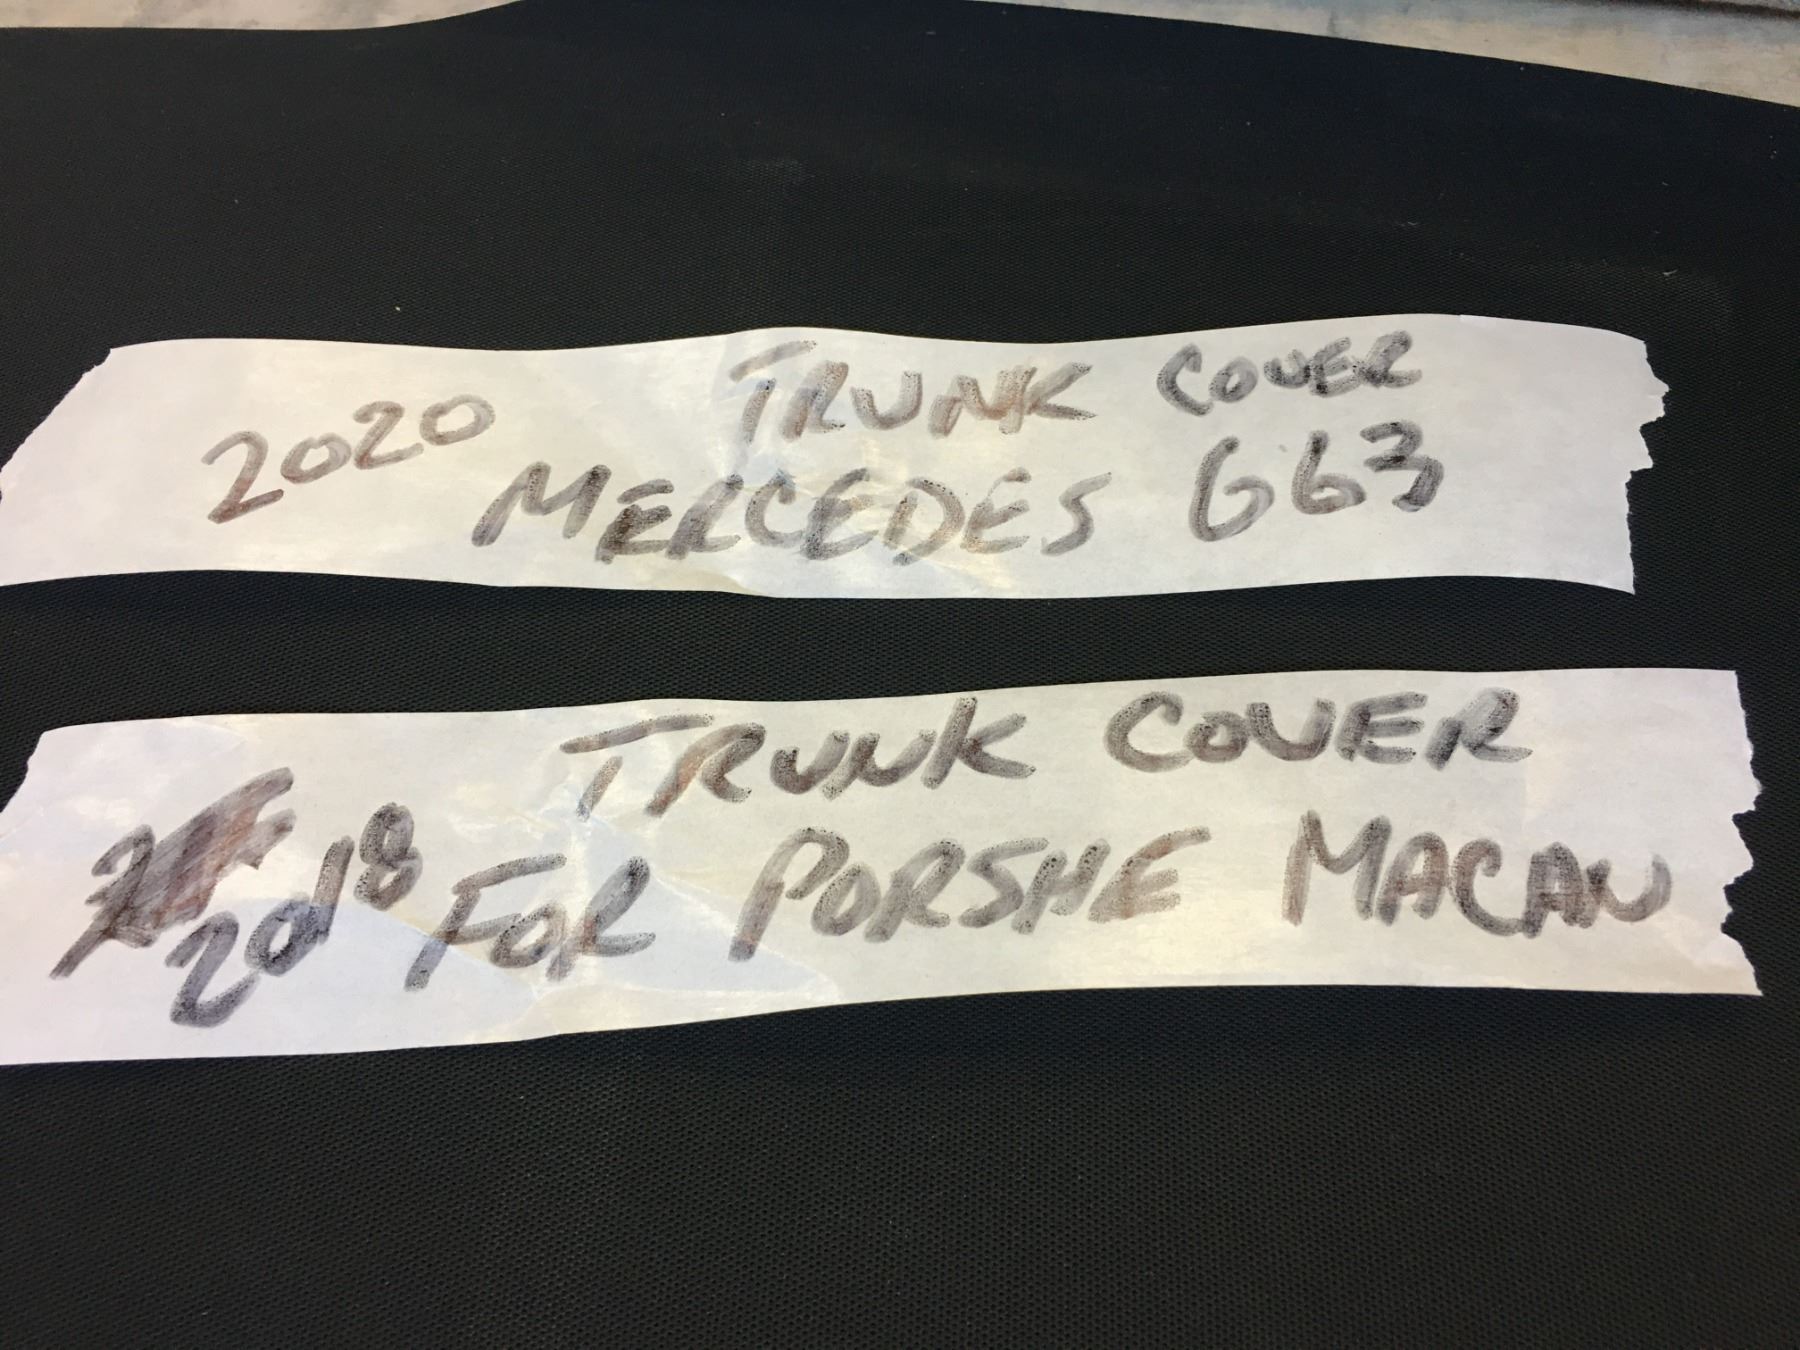 TRUNK COVER
2020 MERCEDES G63
TRUNK COVER
2018 FOR PORSHE MACAN